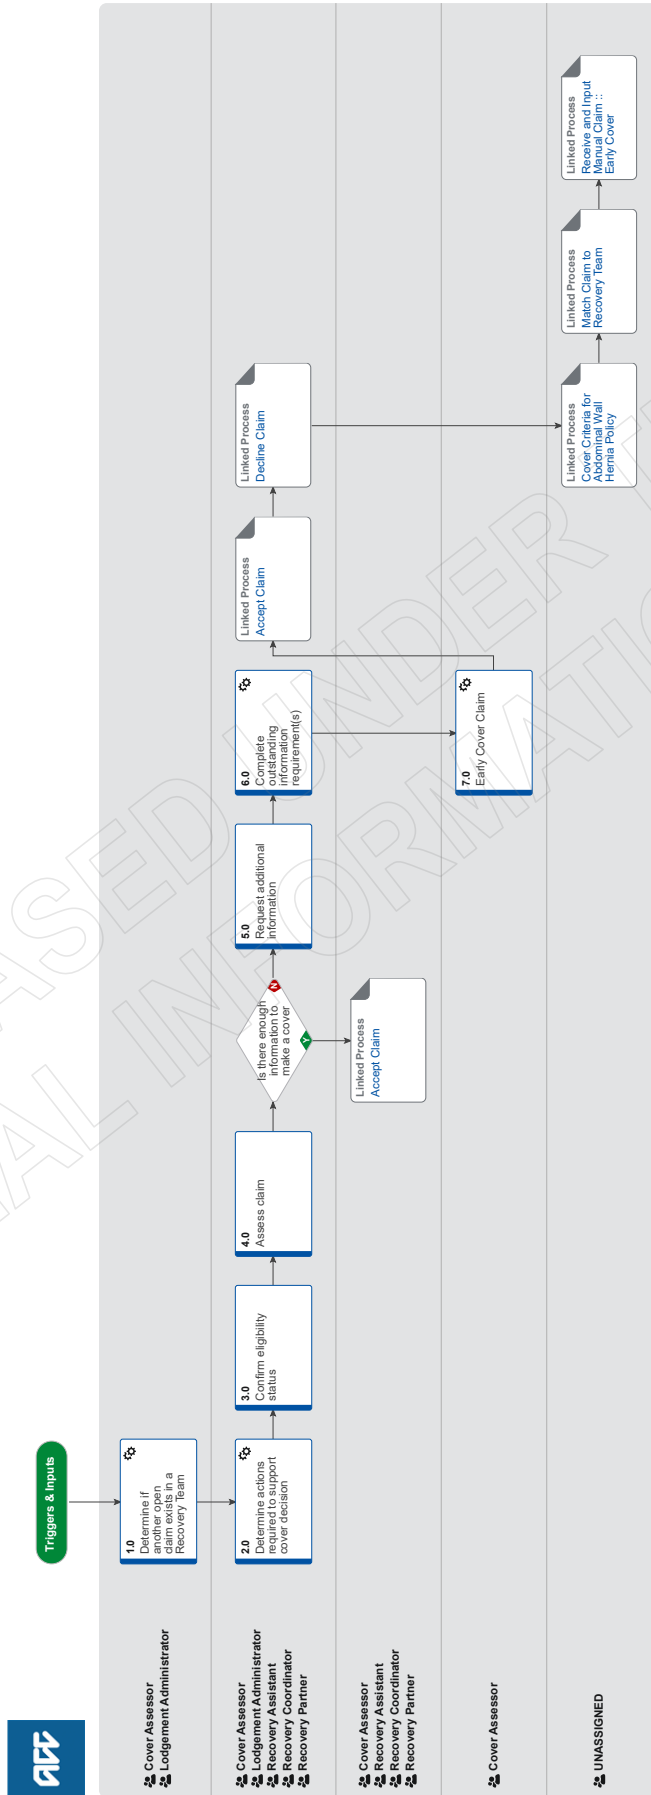 ACC
Triggers & Inputs
Cover Assessor
Lodgement Administrator
1.0
Determine if
another open
claim exists in a
Recovery Team
Cover Assessor
Lodgement Administrator
Recovery Assistant
Recovery Coordinator
Recovery Partner
2.0
Determine actions
required to support
cover decision
3.0
Confirm eligibility
status
4.0
Assess claim
Is there enough
information to
make a cover
N
Y
5.0
Request additional
information
6.0
Complete
outstanding
information
requirement(s)
Linked Process
Accept Claim
Linked Process
Decline Claim
Cover Assessor
Recovery Assistant
Recovery Coordinator
Recovery Partner
Linked Process
Accept Claim
Cover Assessor
7.0
Early Cover Claim
UNASSIGNED
Linked Process
Cover Criteria for
Abdominal Wall
Hernia Policy
Linked Process
Match Claim to
Recovery Team
Linked Process
Receive and Input
Manual Claim ::
Early Cover
ASED UNDER T
AL INFORMATIO